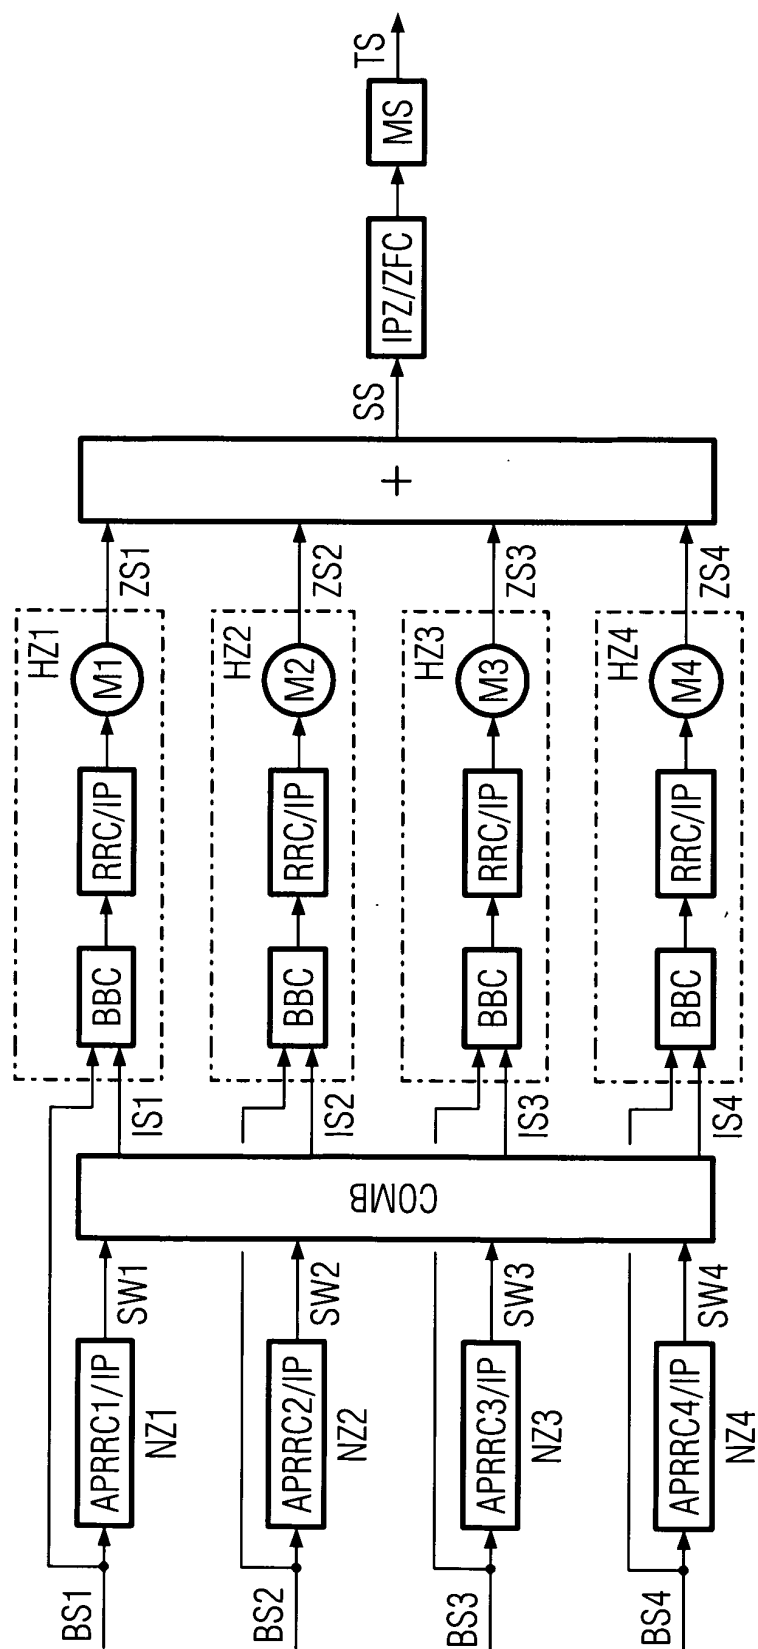 BS1
APRRC1/IP
NZ1
SW1
IS1
BBC
RRC/IP
M1
HZ1
ZS1
BS2
APRRC2/IP
NZ2
SW2
IS2
BBC
RRC/IP
M2
HZ2
ZS2
BS3
APRRC3/IP
NZ3
SW3
IS3
BBC
RRC/IP
M3
HZ3
ZS3
BS4
APRRC4/IP
NZ4
SW4
IS4
BBC
RRC/IP
M4
HZ4
ZS4
COMB
+
SS
IPZ/ZFC
MS
TS